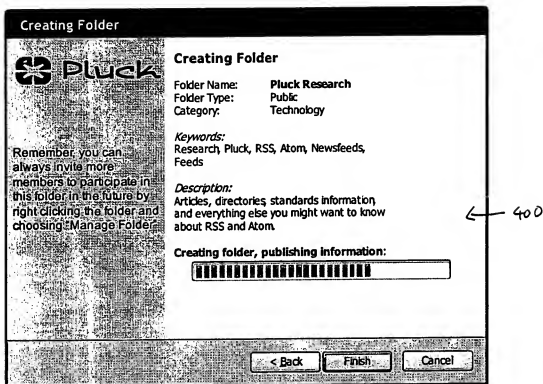 Creating Folder
Pluck
Remember, you can
always invite more
members to participate in
this folder in the future by
right clicking the folder and
choosing "Manage Folder
Creating Folder
Folder Name: Pluck Research
Folder Type: Public
Category: Technology
Keywords:
Research, Pluck, RSS, Atom, Newsfeeds,
Feeds
Description:
Articles, directories, standards information,
and everything else you might want to know
about RSS and Atom.
Creating folder, publishing information:
400
< Back Finish Cancel